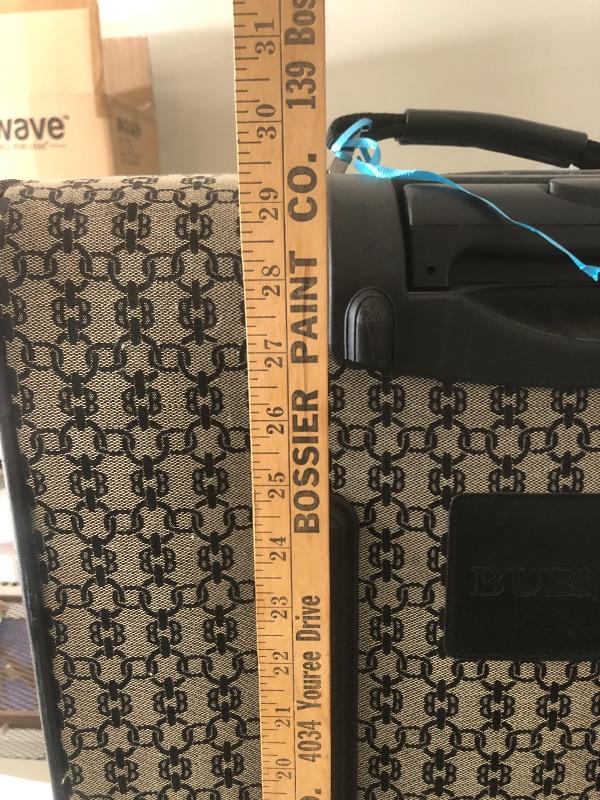 wave™
31
30
29
28
27
26
25
24
23
22
21
20
139 Bos
BOSSIER PAINT CO.
4034 Youree Drive
BUEN